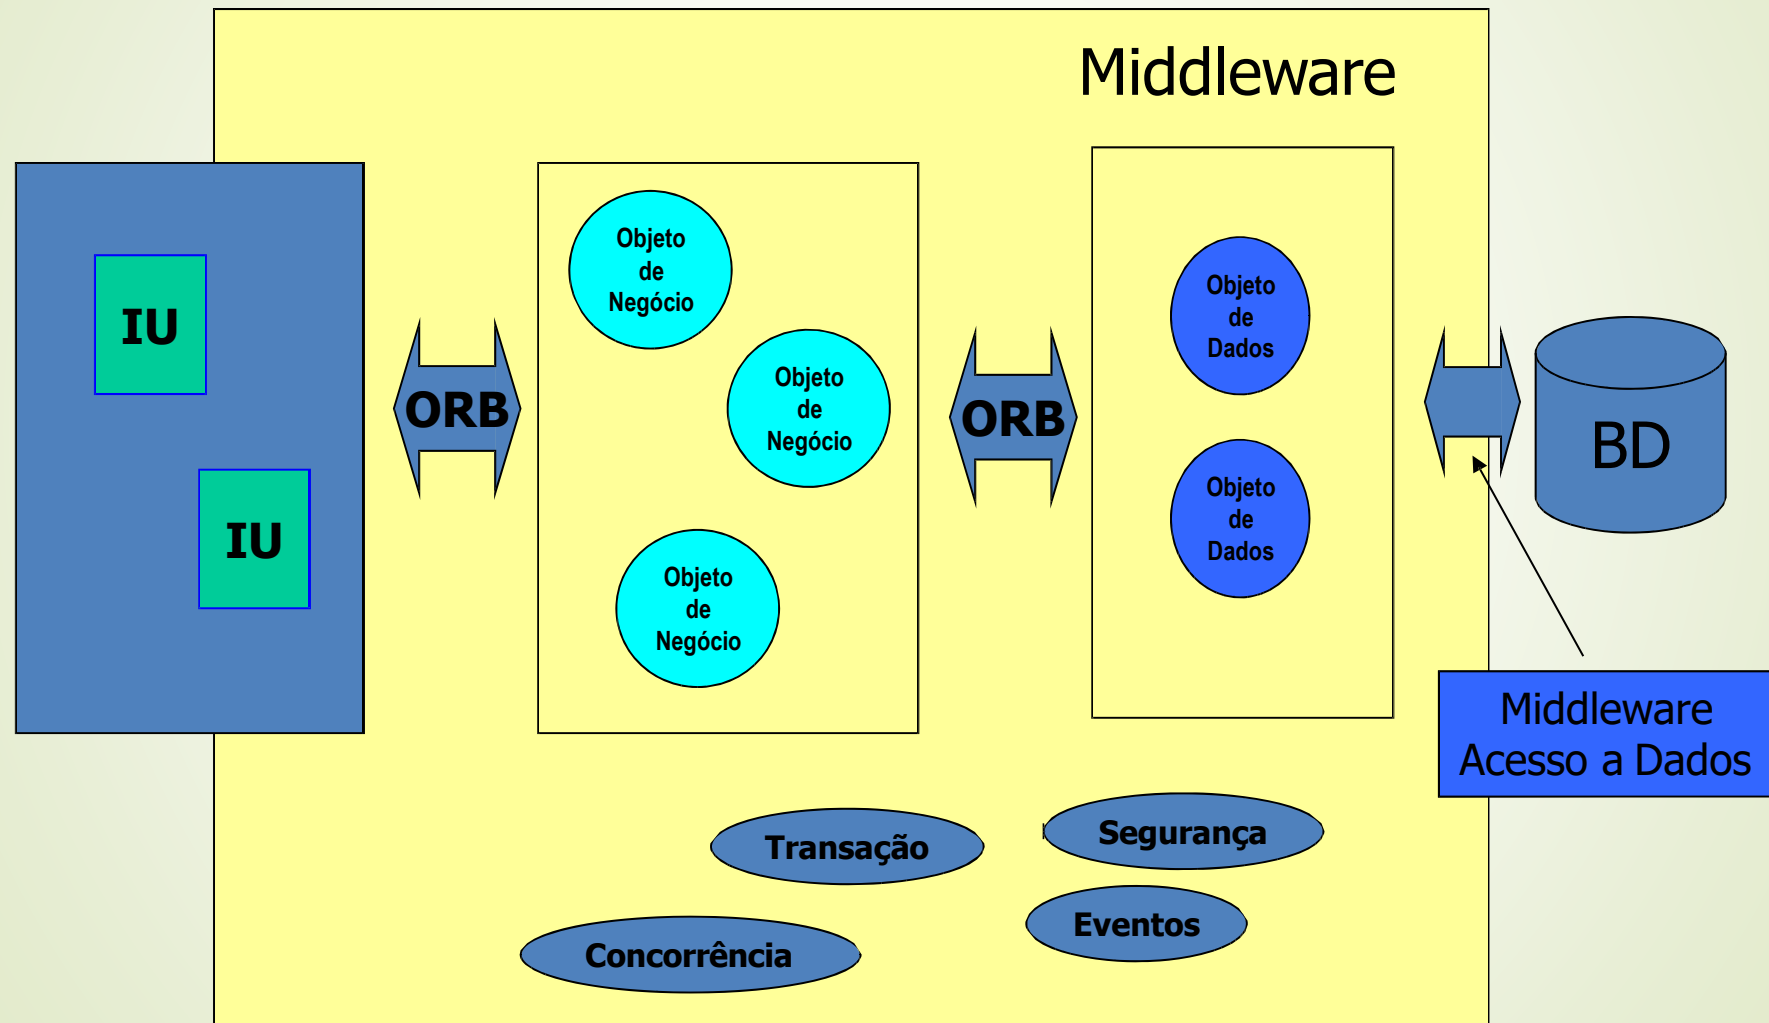 Middleware
IU
IU
ORB
Objeto
de
Negócio
Objeto
de
Negócio
Objeto
de
Negócio
ORB
Objeto
de
Dados
Objeto
de
Dados
BD
Middleware
Acesso a Dados
Transação
Segurança
Concorrência
Eventos